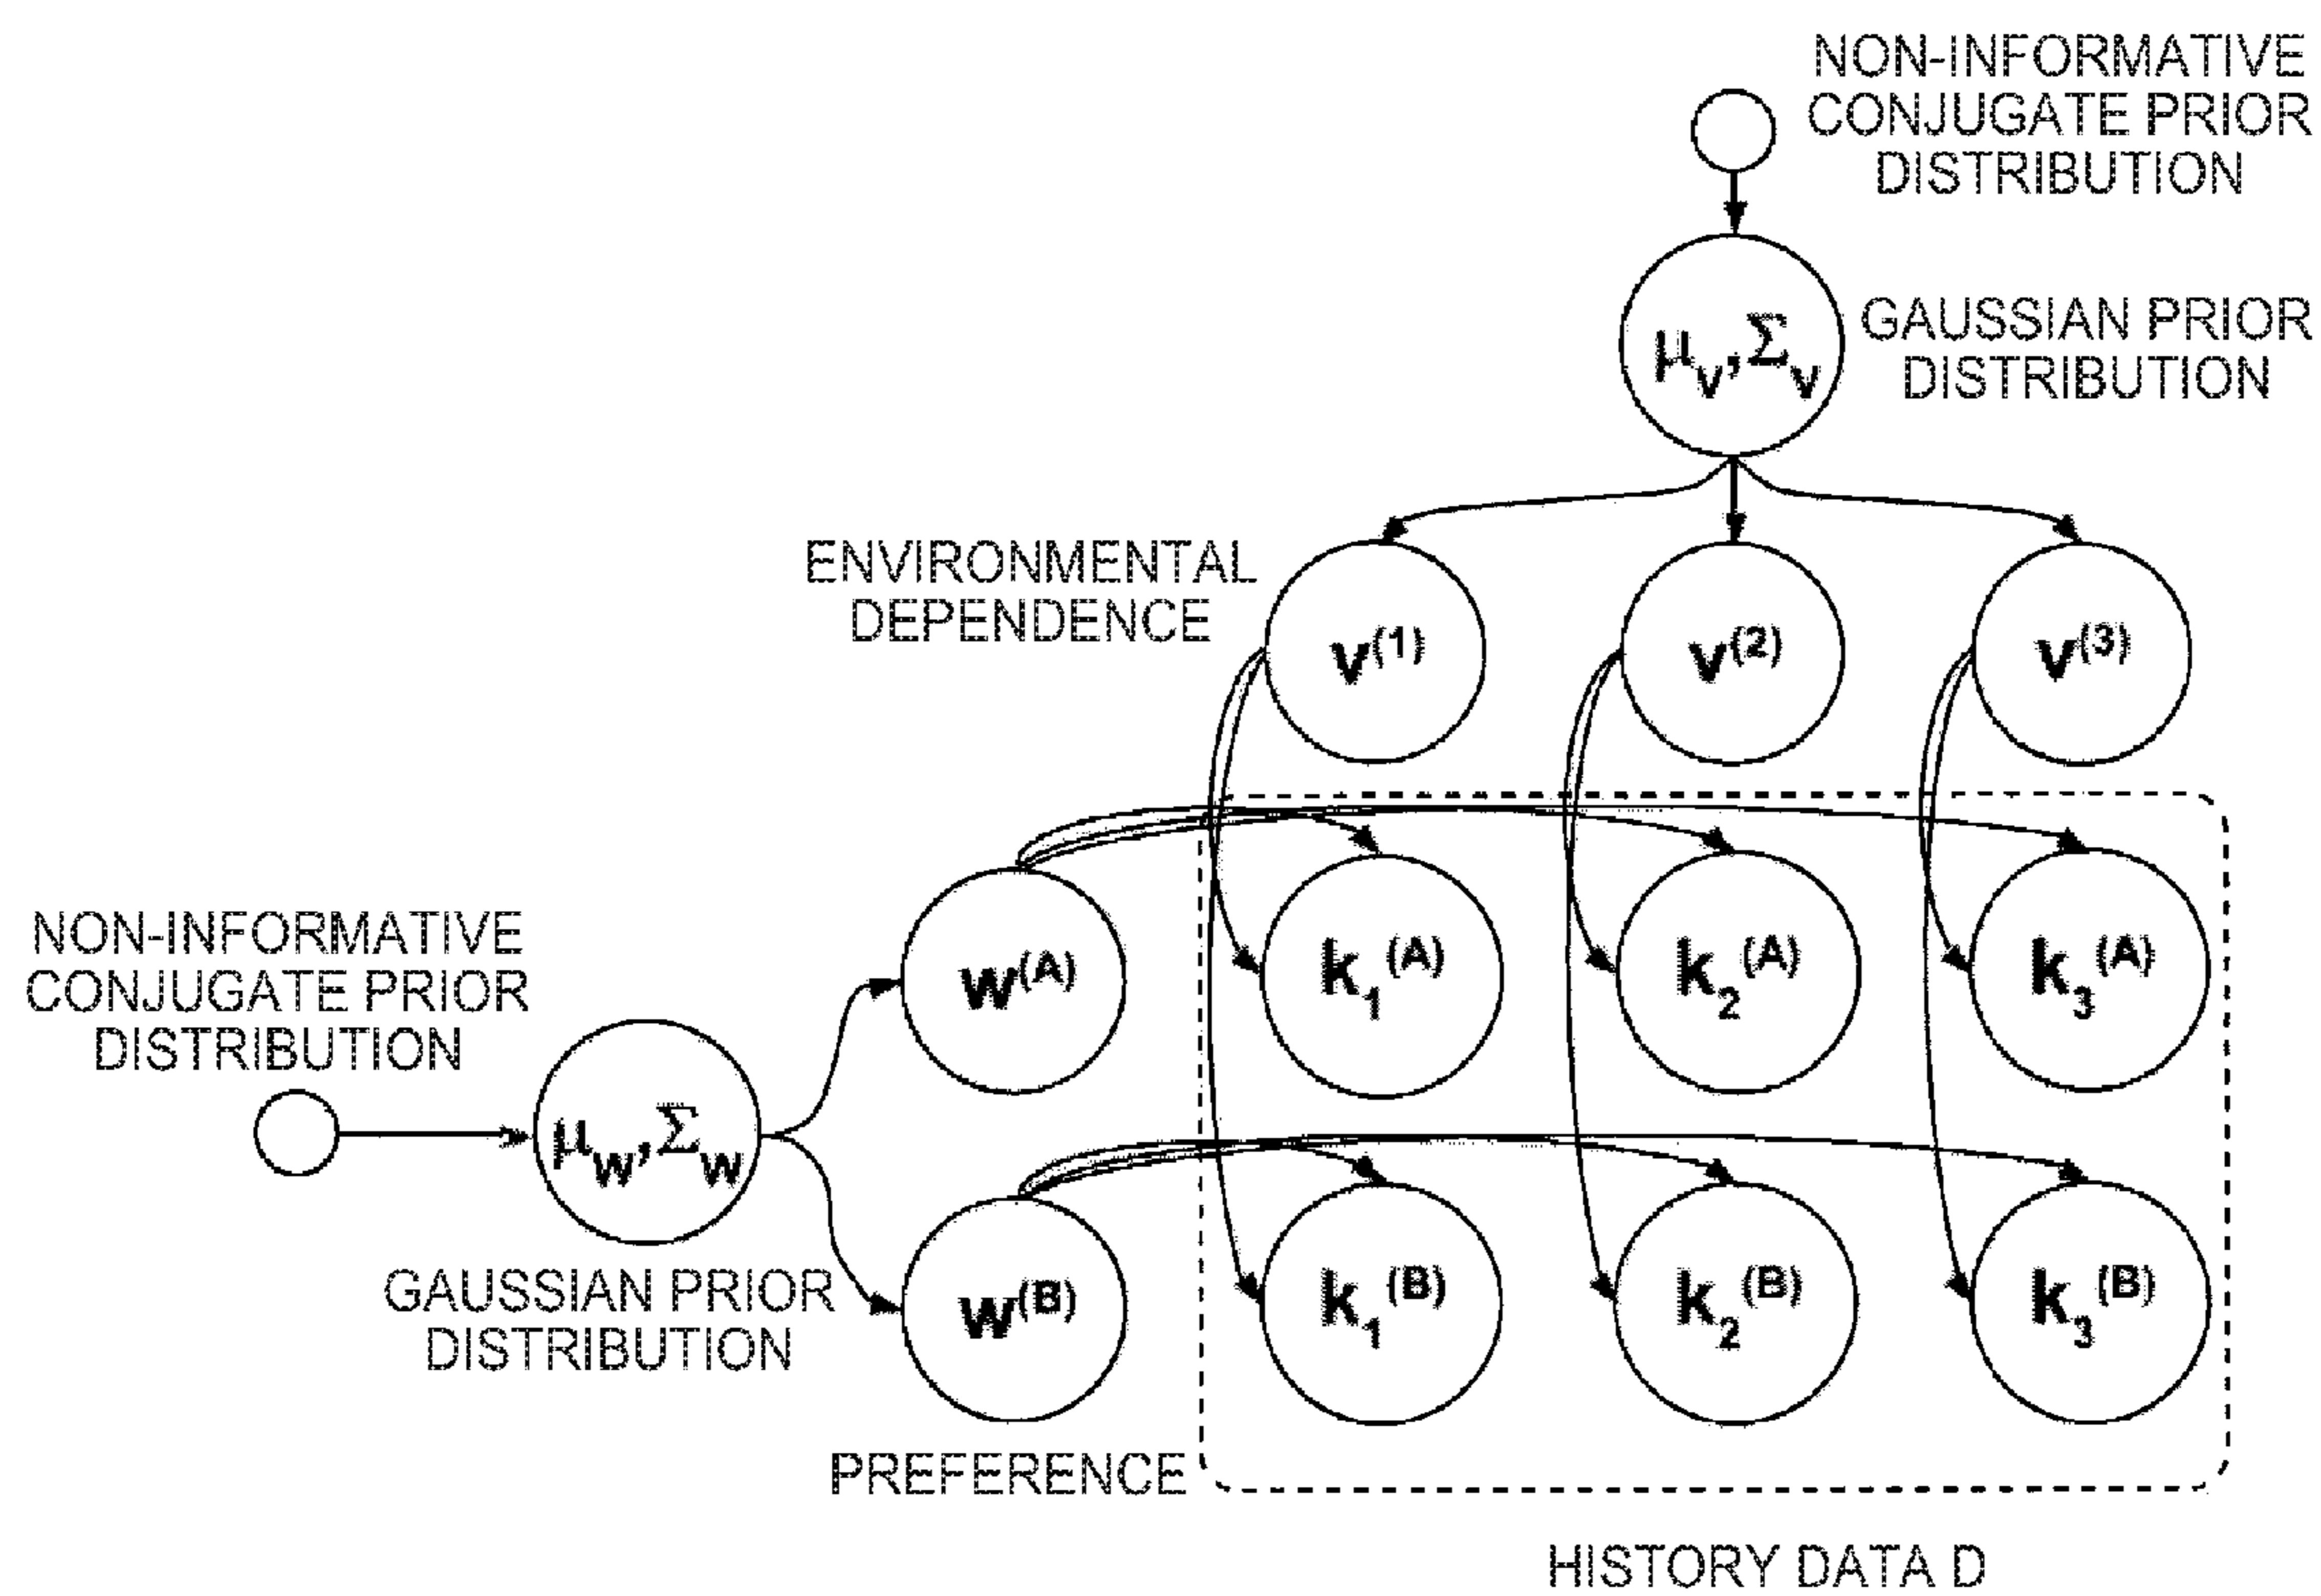 NON-INFORMATIVE
CONJUGATE PRIOR
DISTRIBUTION
μv,Σv
GAUSSIAN PRIOR
DISTRIBUTION
ENVIRONMENTAL
DEPENDENCE
v(1)
v(2)
v(3)
NON-INFORMATIVE
CONJUGATE PRIOR
DISTRIBUTION
μw,Σw
GAUSSIAN PRIOR
DISTRIBUTION
w(A)
k1(A)
k2(A)
k3(A)
w(B)
k1(B)
k2(B)
k3(B)
PREFERENCE
HISTORY DATA D